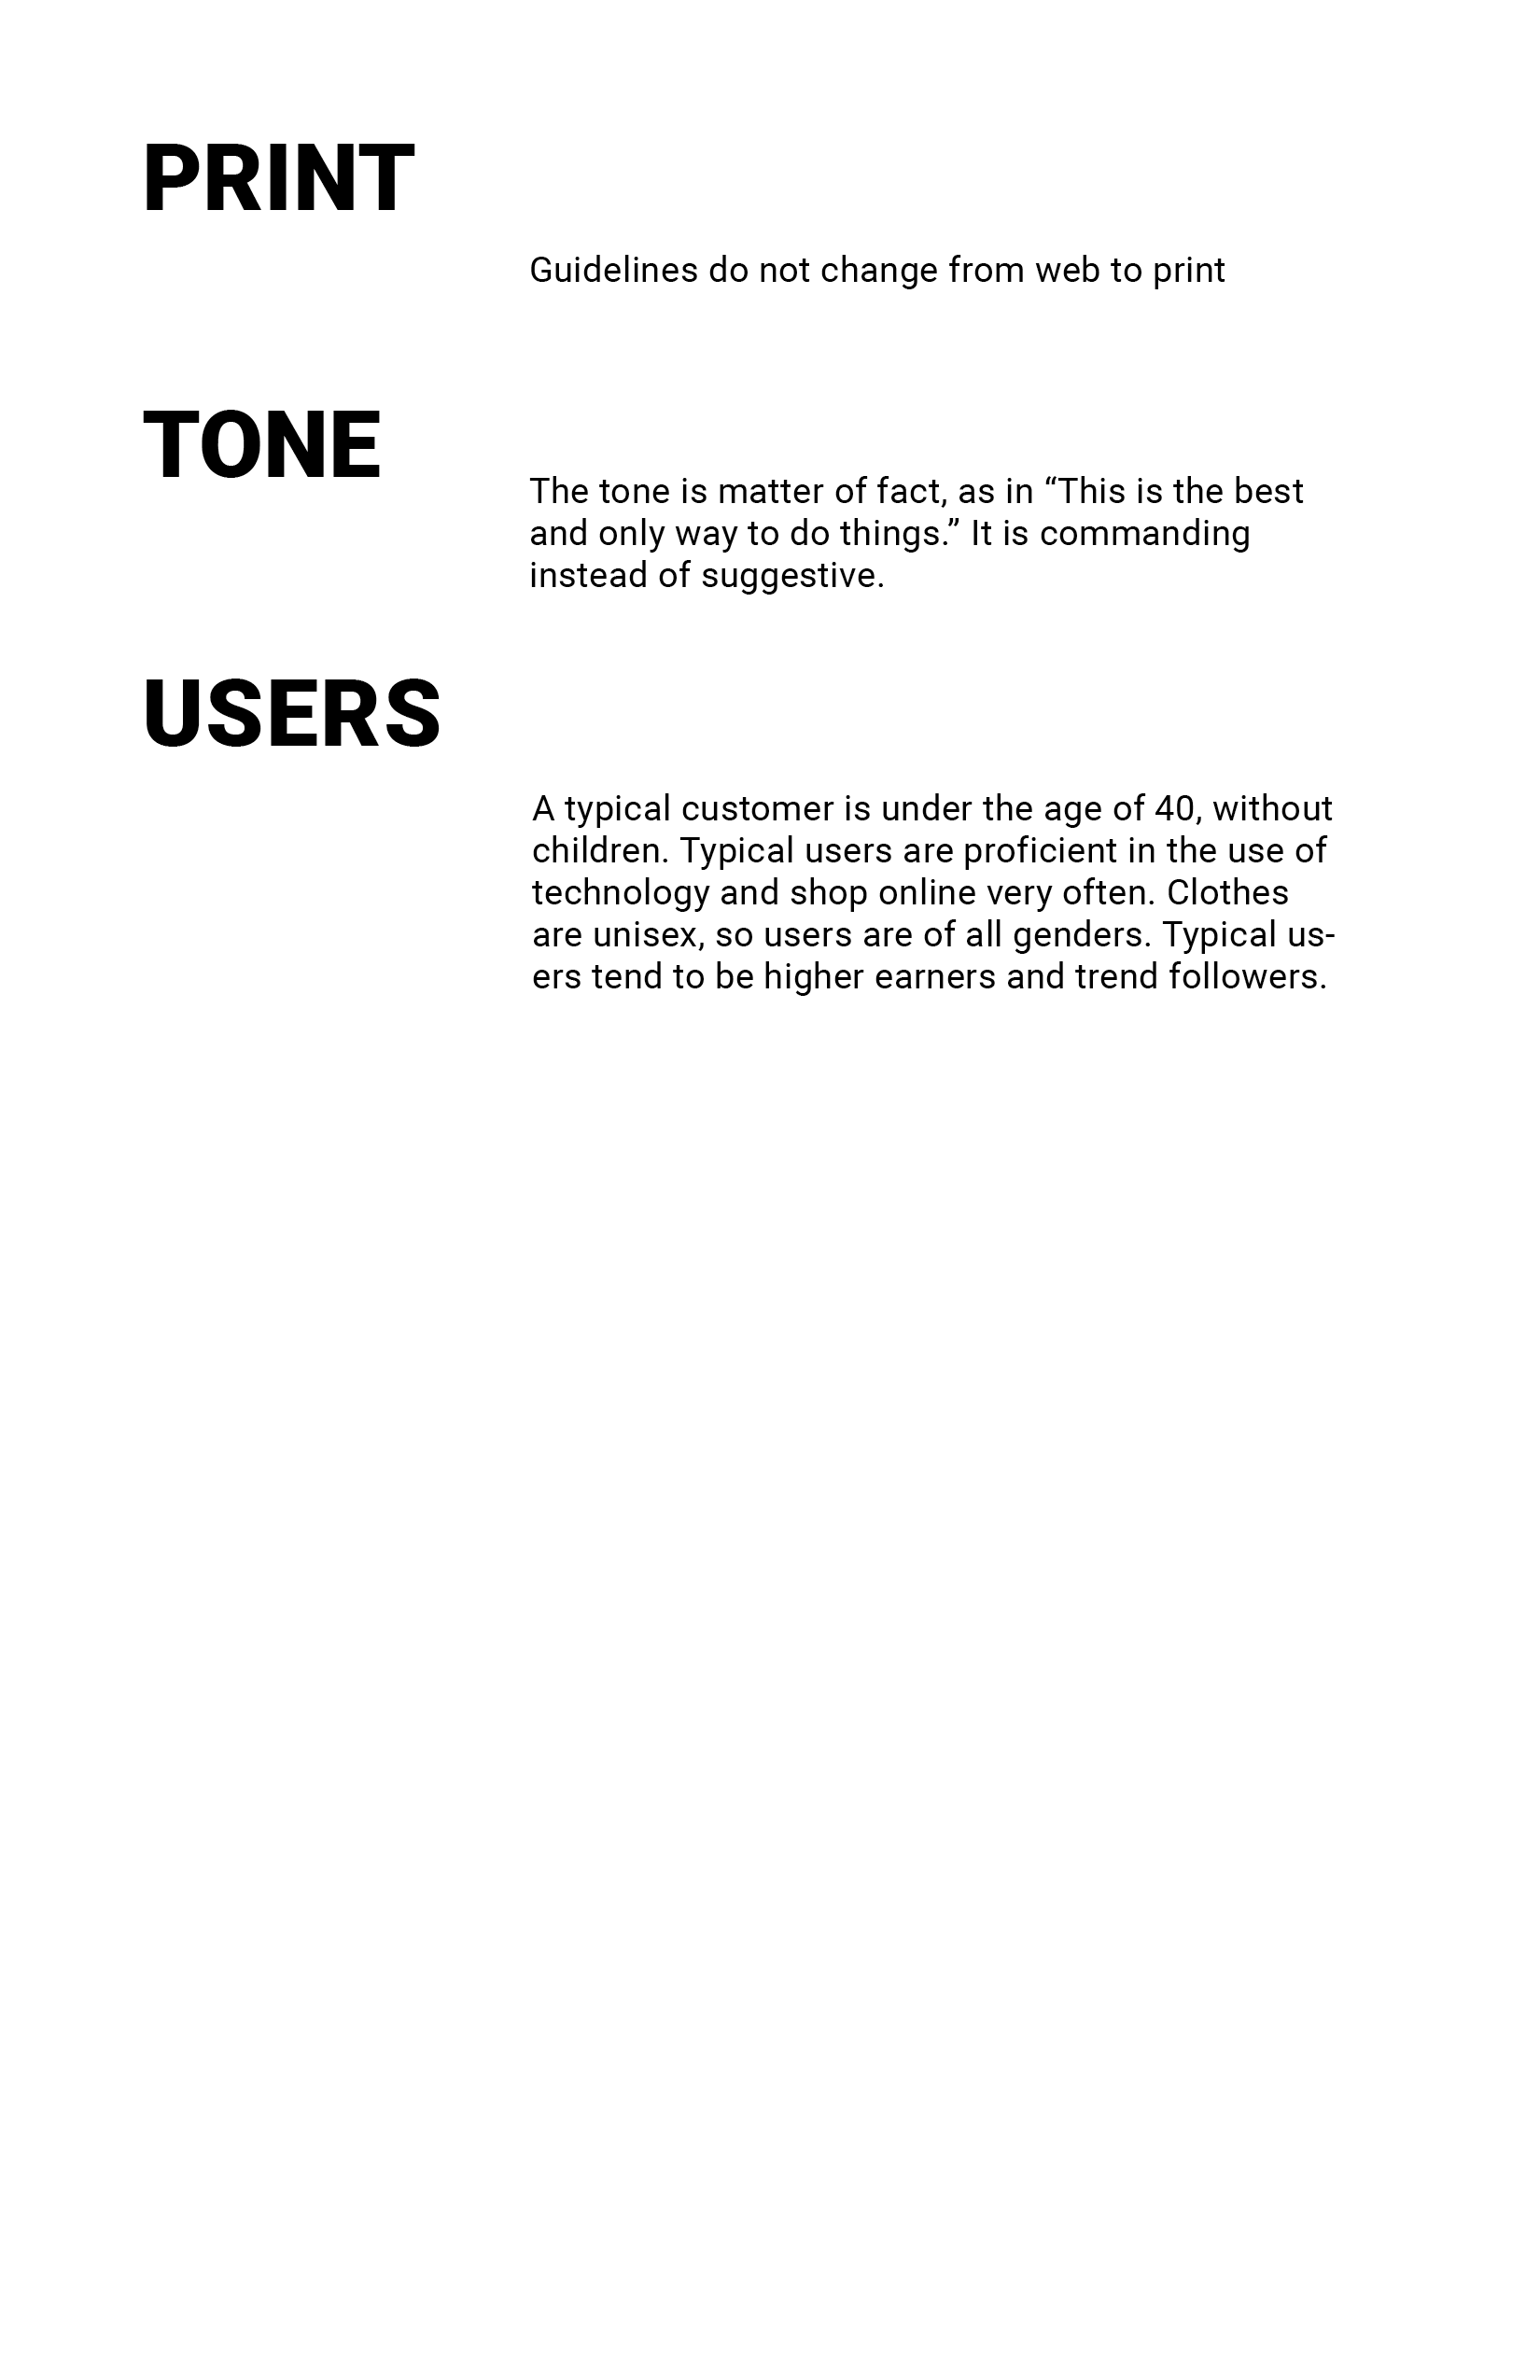 PRINT
Guidelines do not change from web to print
TONE
The tone is matter of fact, as in “This is the best
and only way to do things.” It is commanding
instead of suggestive.
USERS
A typical customer is under the age of 40, without
children. Typical users are proficient in the use of
technology and shop online very often. Clothes
are unisex, so users are of all genders. Typical us-
ers tend to be higher earners and trend followers.